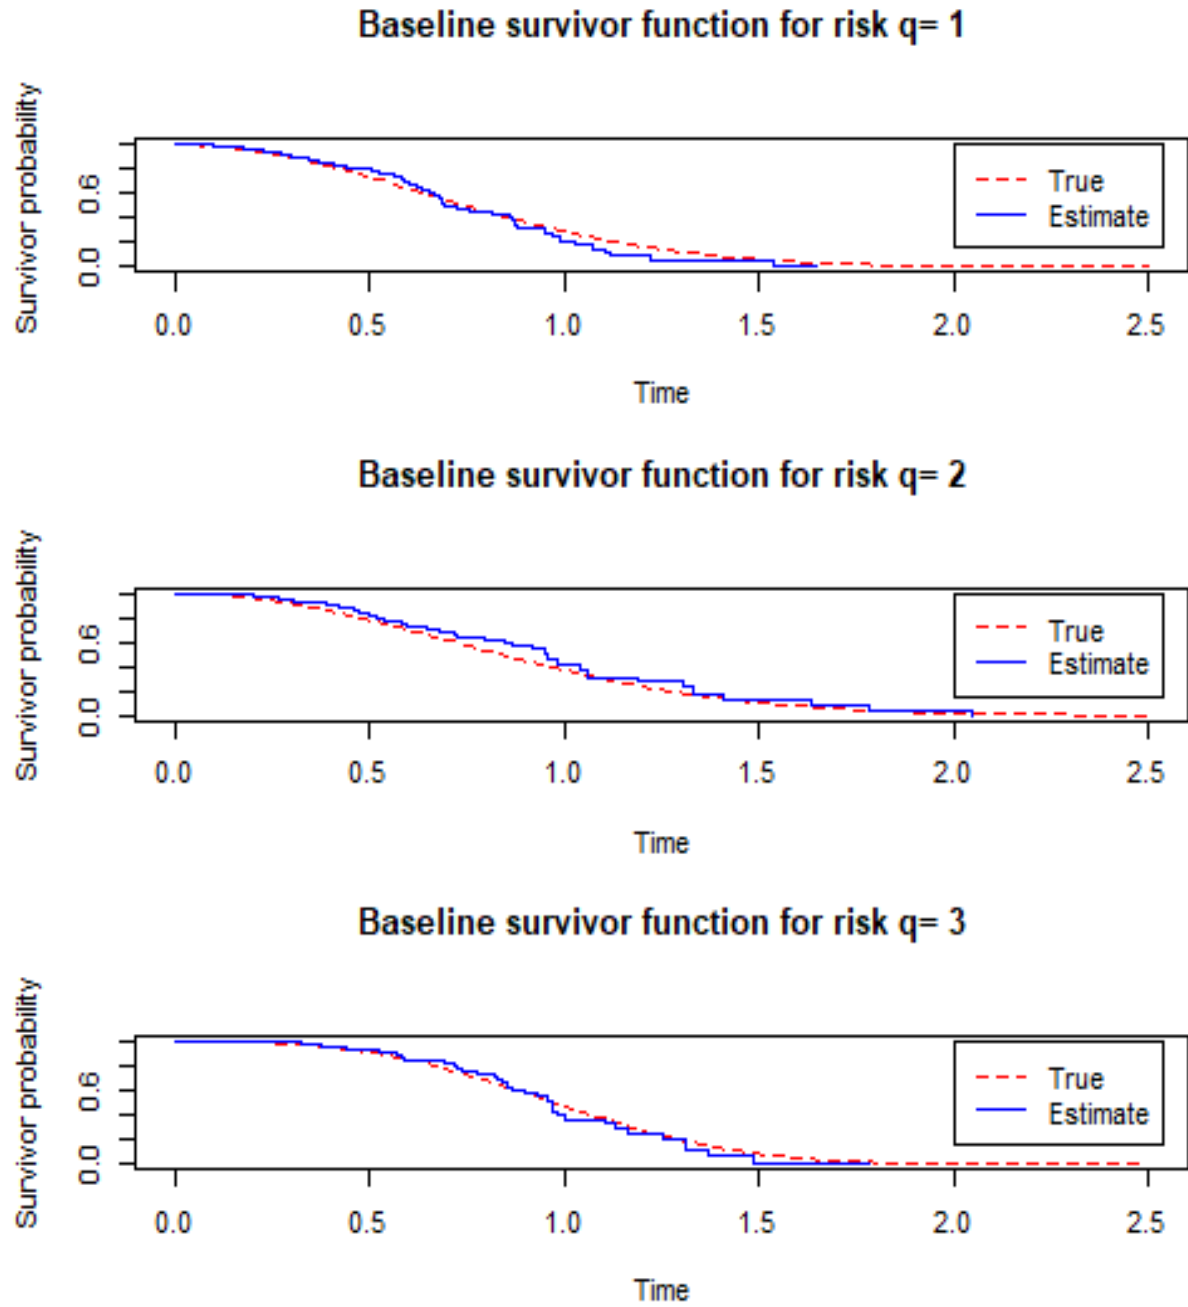 Baseline survivor function for risk q= 1
Survivor probability
0.6
0.0
True
Estimate
0.0 0.5 1.0 1.5 2.0 2.5
Time
Baseline survivor function for risk q= 2
Survivor probability
0.6
0.0
True
Estimate
0.0 0.5 1.0 1.5 2.0 2.5
Time
Baseline survivor function for risk q= 3
Survivor probability
0.6
0.0
True
Estimate
0.0 0.5 1.0 1.5 2.0 2.5
Time